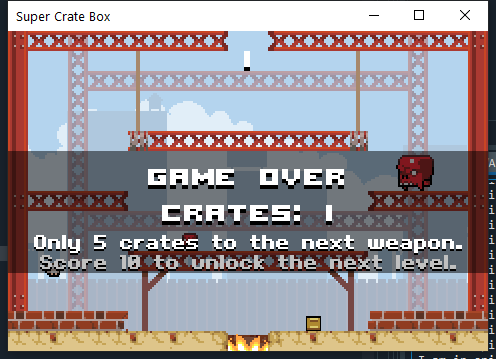 Super Crate Box
GAME OVER
CRATES: 1
Only 5 crates to the next weapon.
Score 10 to unlock the next level.